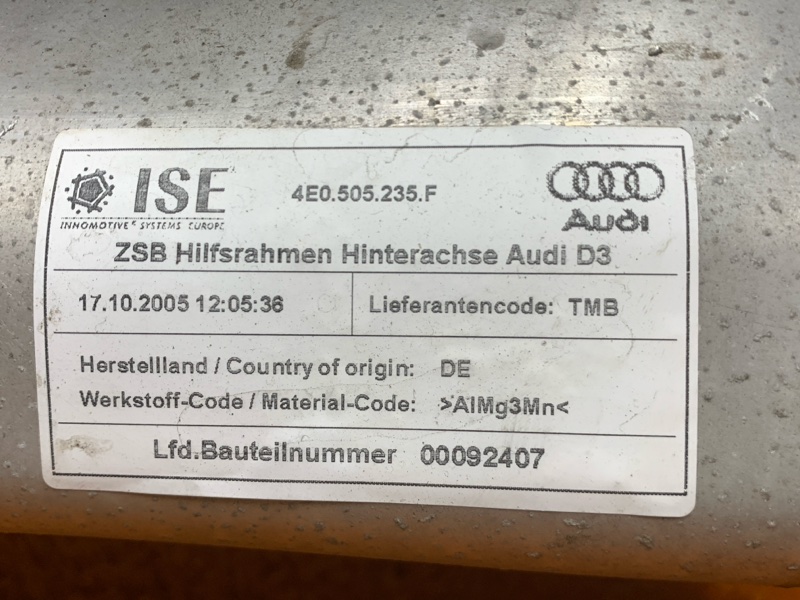 ISE 4E0.505.235.F
INNOMOTIVE SYSTEMS EUROPE
Audi
ZSB Hilfsrahmen Hinterachse Audi D3
17.10.2005 12:05:36 Lieferantencode: TMB
Herstellland / Country of origin: DE
Werkstoff-Code / Material-Code: >AlMg3Mn<
Lfd.Bauteilnummer 00092407